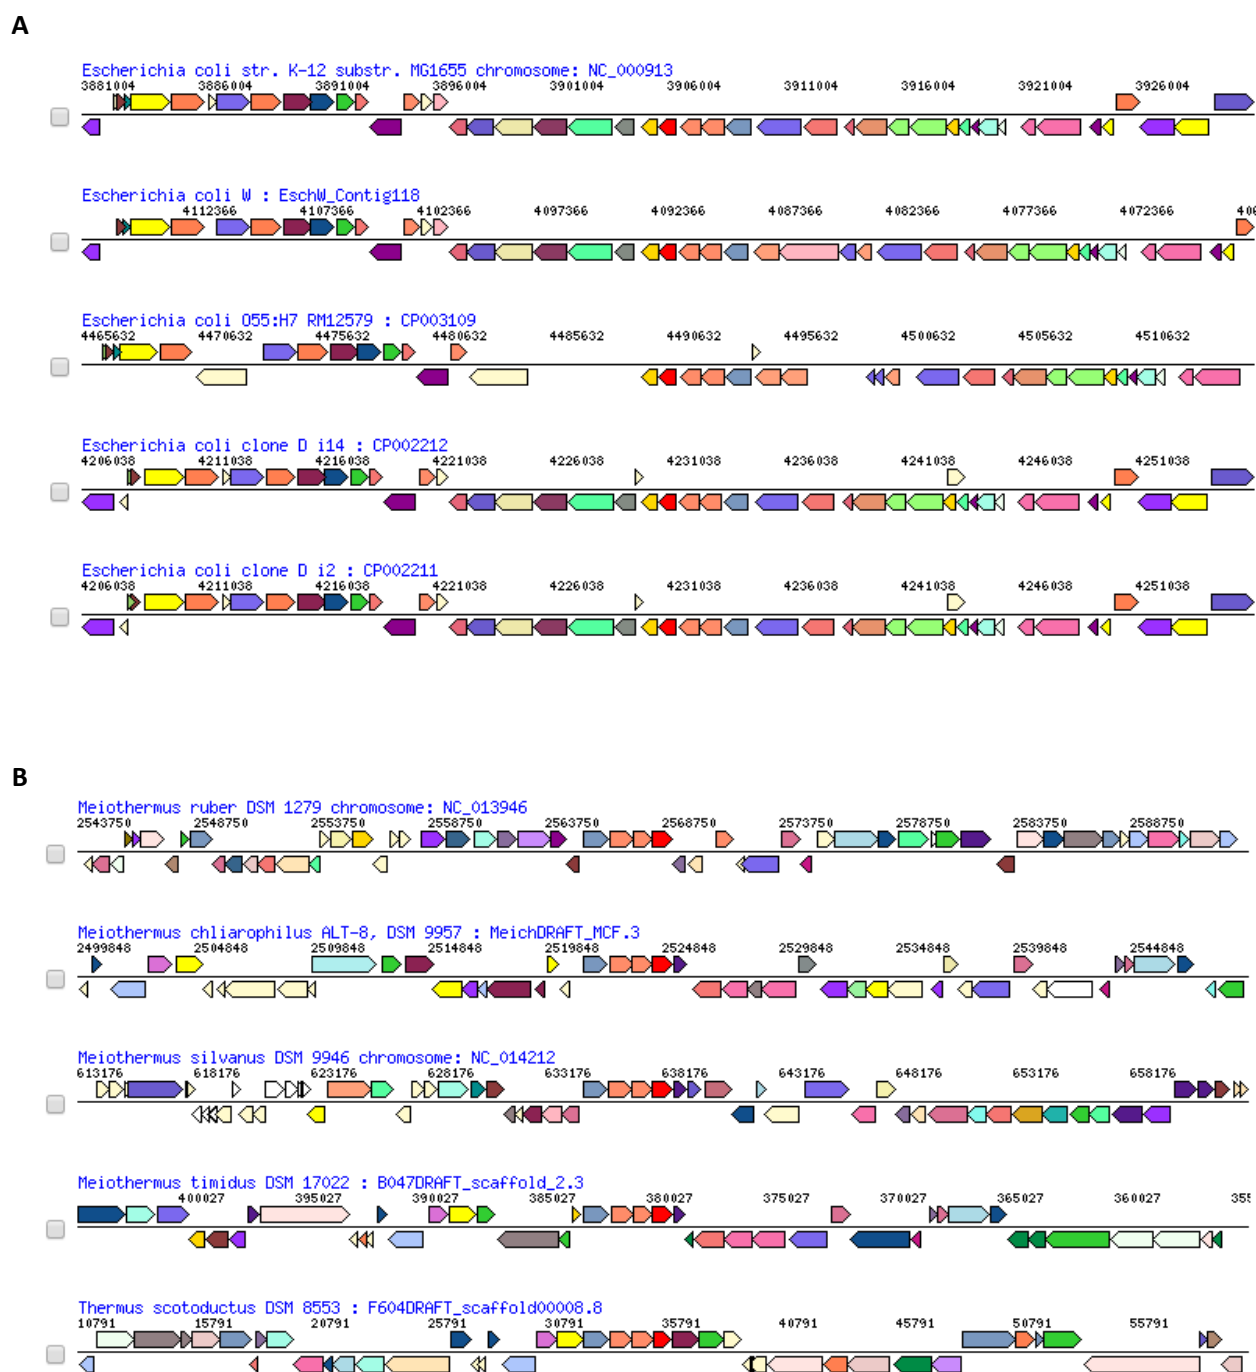 A
Escherichia coli str. K-12 substr. MG1655 chromosome: NC_000913
3881004 3886004 3891004 3896004 3901004 3906004 3911004 3916004 3921004 3926004
Escherichia coli W : EschW_Contig118
4112366 4107366 4102366 4097366 4092366 4087366 4082366 4077366 4072366
Escherichia coli O55:H7 RM12579 : CP003109
4465632 4470632 4475632 4480632 4485632 4490632 4495632 4500632 4505632 4510632
Escherichia coli clone D i14 : CP002212
4206038 4211038 4216038 4221038 4226038 4231038 4236038 4241038 4246038 4251038
Escherichia coli clone D i2 : CP002211
4206038 4211038 4216038 4221038 4226038 4231038 4236038 4241038 4246038 4251038
B
Meiothermus ruber DSM 1279 chromosome: NC_013946
2543750 2548750 2553750 2558750 2563750 2568750 2573750 2578750 2583750 2588750
Meiothermus chliarophilus ALT-8, DSM 9957 : MeichDRAFT_MCF.3
2499848 2504848 2509848 2514848 2519848 2524848 2529848 2534848 2539848 2544848
Meiothermus silvanus DSM 9946 chromosome: NC_014212
613176 618176 623176 628176 633176 638176 643176 648176 653176 658176
Meiothermus timidus DSM 17022 : B047DRAFT_scaffold_2.3
400027 395027 390027 385027 380027 375027 370027 365027 360027
Thermus scotoductus DSM 8553 : F604DRAFT_scaffold00008.8
10791 15791 20791 25791 30791 35791 40791 45791 50791 55791